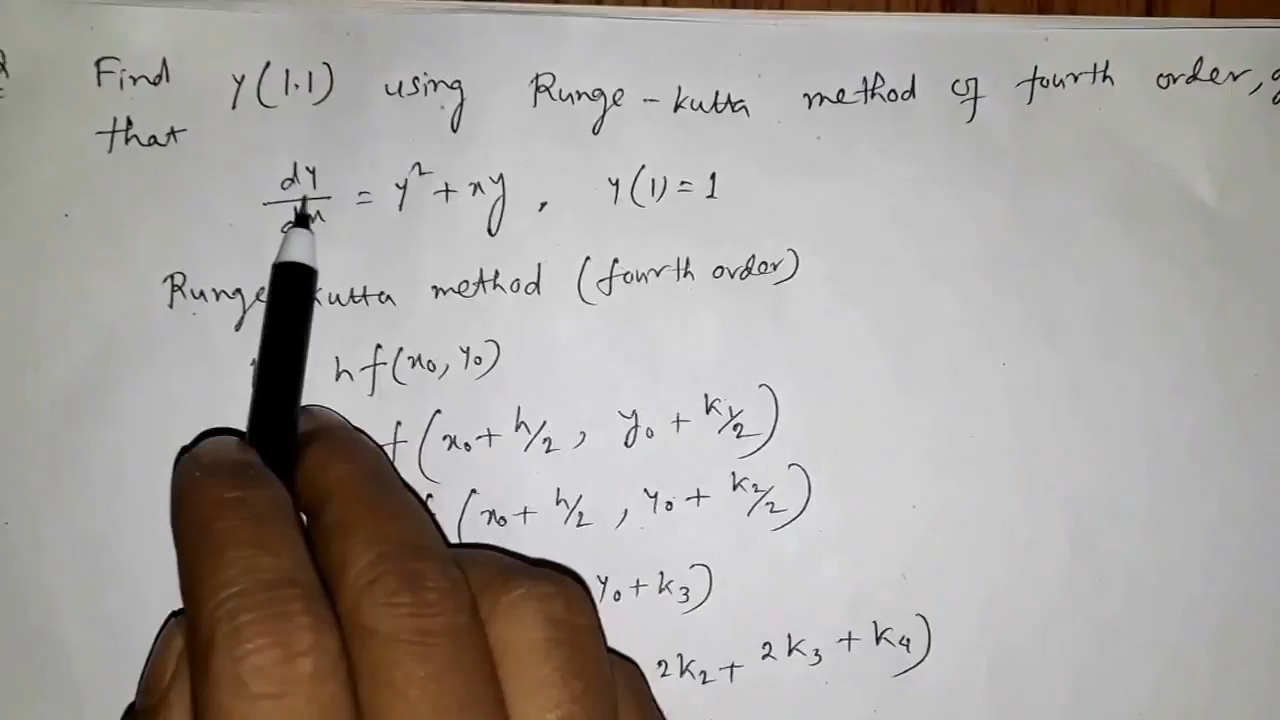 Find y(1.1) using Runge-kutta method of fourth order,
that
dy/dx = y² + xy , y(1) = 1
Runge kutta method (fourth order)
hf(x₀, y₀)
f(x₀ + h/2 , y₀ + k₁/2)
(x₀ + h/2 , y₀ + k₂/2)
y₀ + k₃)
2k₂ + 2k₃ + k₄)